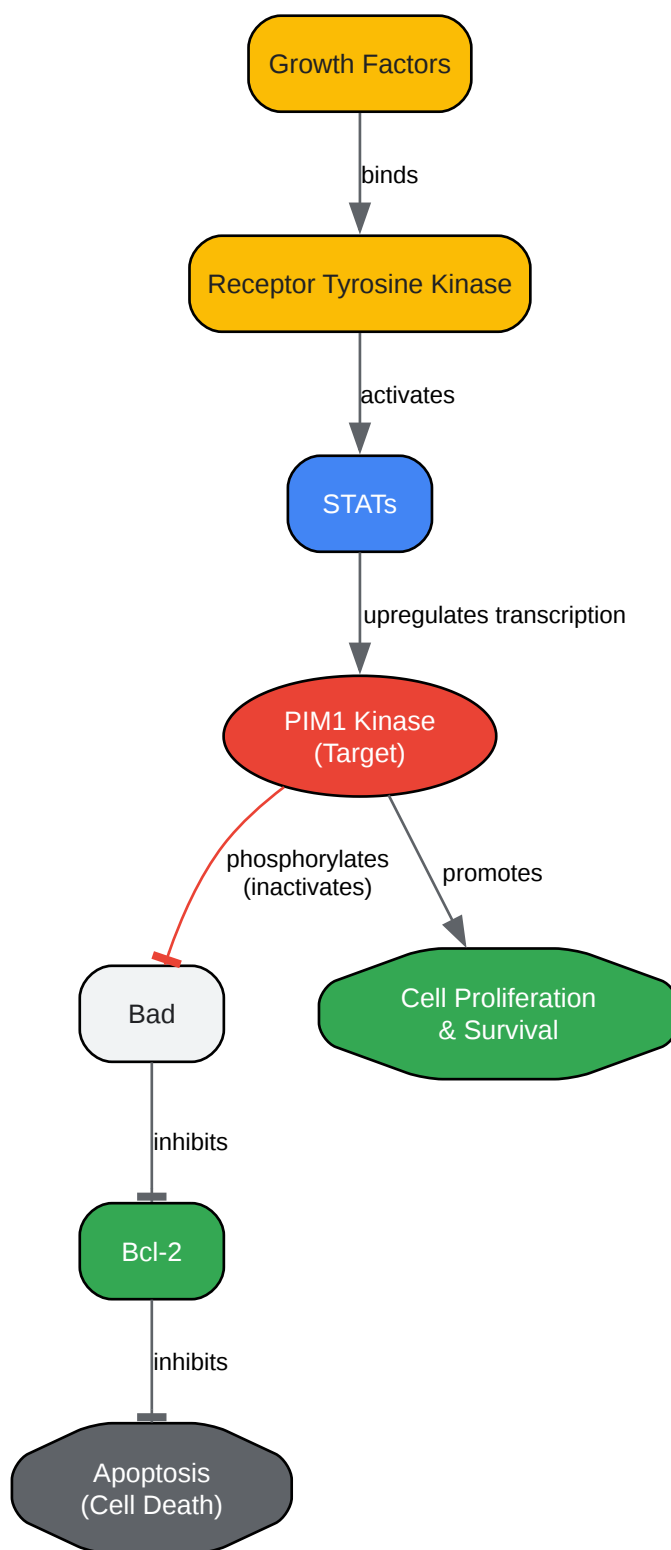 Growth Factors
binds
Receptor Tyrosine Kinase
activates
STATs
upregulates transcription
PIM1 Kinase
(Target)
phosphorylates
(inactivates)
promotes
Bad
Cell Proliferation
& Survival
inhibits
Bcl-2
inhibits
Apoptosis
(Cell Death)